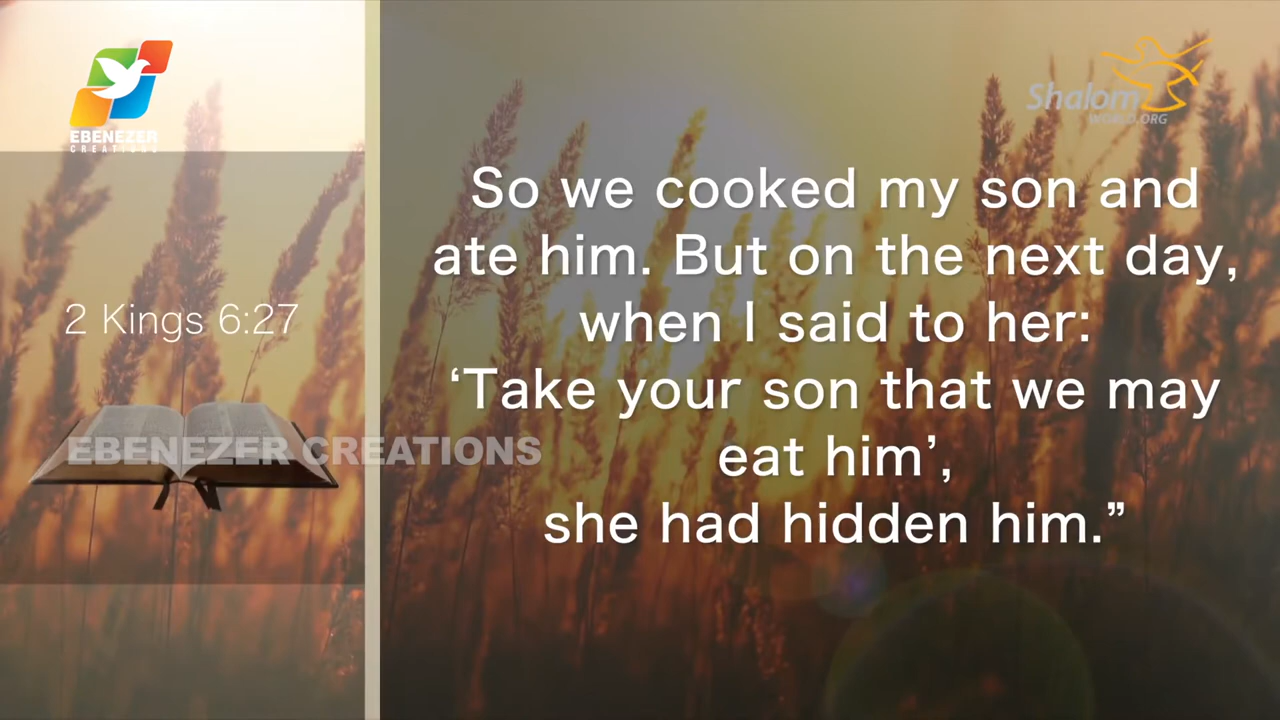 EBENEZER
CREATIONS
Shalom
WORLD.ORG
2 Kings 6:27
So we cooked my son and
ate him. But on the next day,
when I said to her:
‘Take your son that we may
eat him’,
she had hidden him.”
EBENEZER CREATIONS